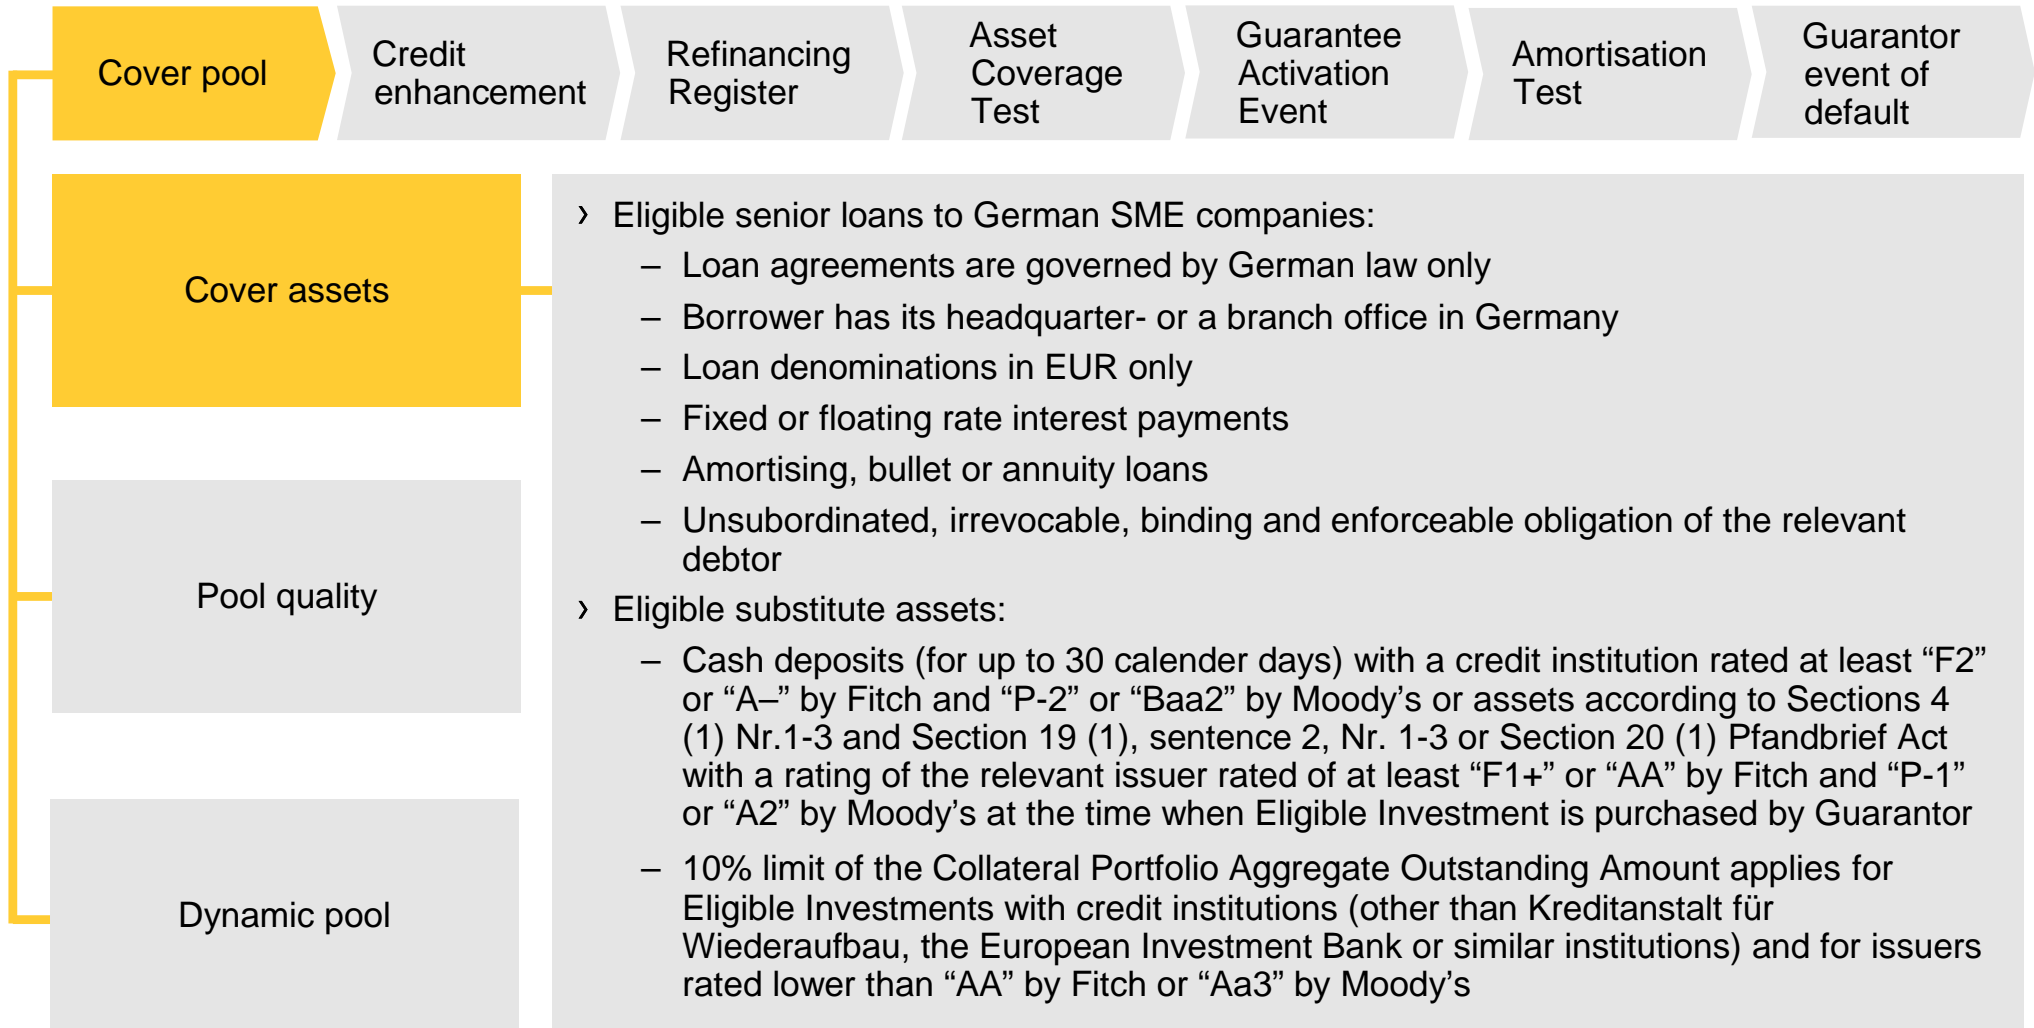 Cover pool
Credit
enhancement
Refinancing
Register
Asset
Coverage
Test
Guarantee
Activation
Event
Amortisation
Test
Guarantor
event of
default
Cover assets
Pool quality
Dynamic pool
› Eligible senior loans to German SME companies:
– Loan agreements are governed by German law only
– Borrower has its headquarter- or a branch office in Germany
– Loan denominations in EUR only
– Fixed or floating rate interest payments
– Amortising, bullet or annuity loans
– Unsubordinated, irrevocable, binding and enforceable obligation of the relevant
debtor
› Eligible substitute assets:
– Cash deposits (for up to 30 calender days) with a credit institution rated at least “F2”
or “A–” by Fitch and “P-2” or “Baa2” by Moody’s or assets according to Sections 4
(1) Nr.1-3 and Section 19 (1), sentence 2, Nr. 1-3 or Section 20 (1) Pfandbrief Act
with a rating of the relevant issuer rated of at least “F1+” or “AA” by Fitch and “P-1”
or “A2” by Moody’s at the time when Eligible Investment is purchased by Guarantor
– 10% limit of the Collateral Portfolio Aggregate Outstanding Amount applies for
Eligible Investments with credit institutions (other than Kreditanstalt für
Wiederaufbau, the European Investment Bank or similar institutions) and for issuers
rated lower than “AA” by Fitch or “Aa3” by Moody’s